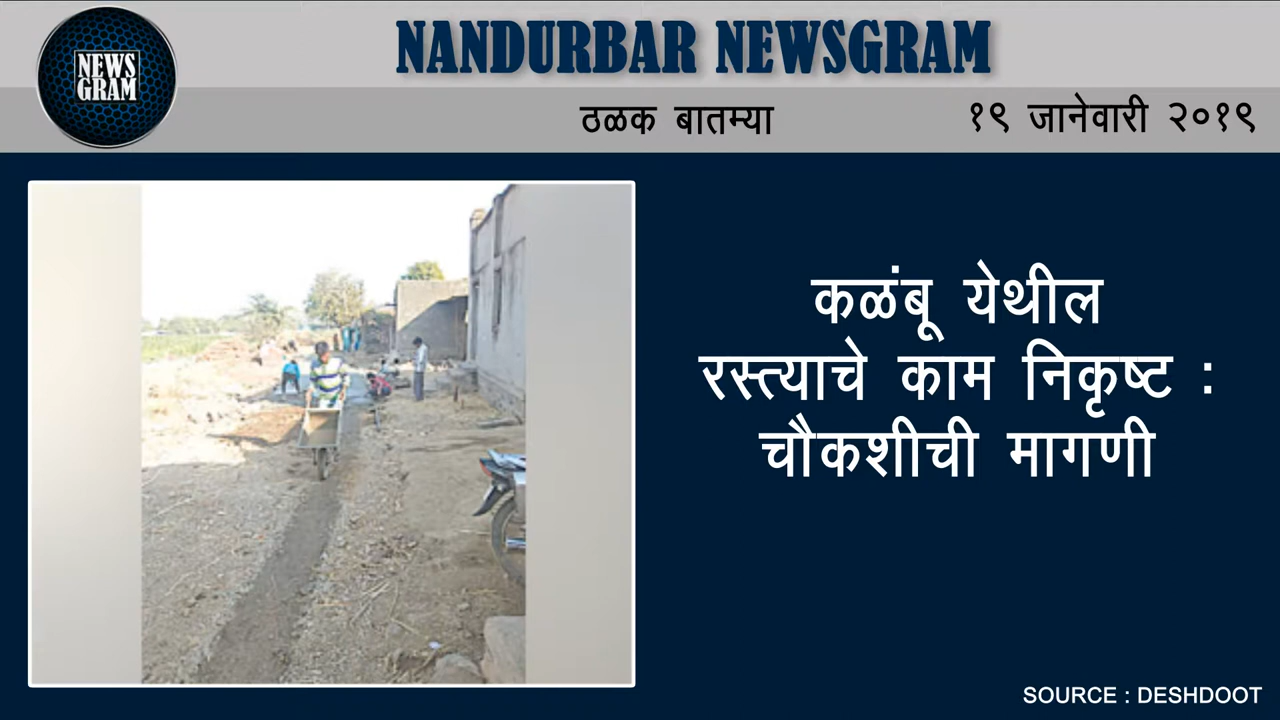 NEWS
GRAM
NANDURBAR NEWSGRAM
ठळक बातम्या
१९ जानेवारी २०१९
कळंबू येथील
रस्त्याचे काम निकृष्ट :
चौकशीची मागणी
SOURCE : DESHDOOT